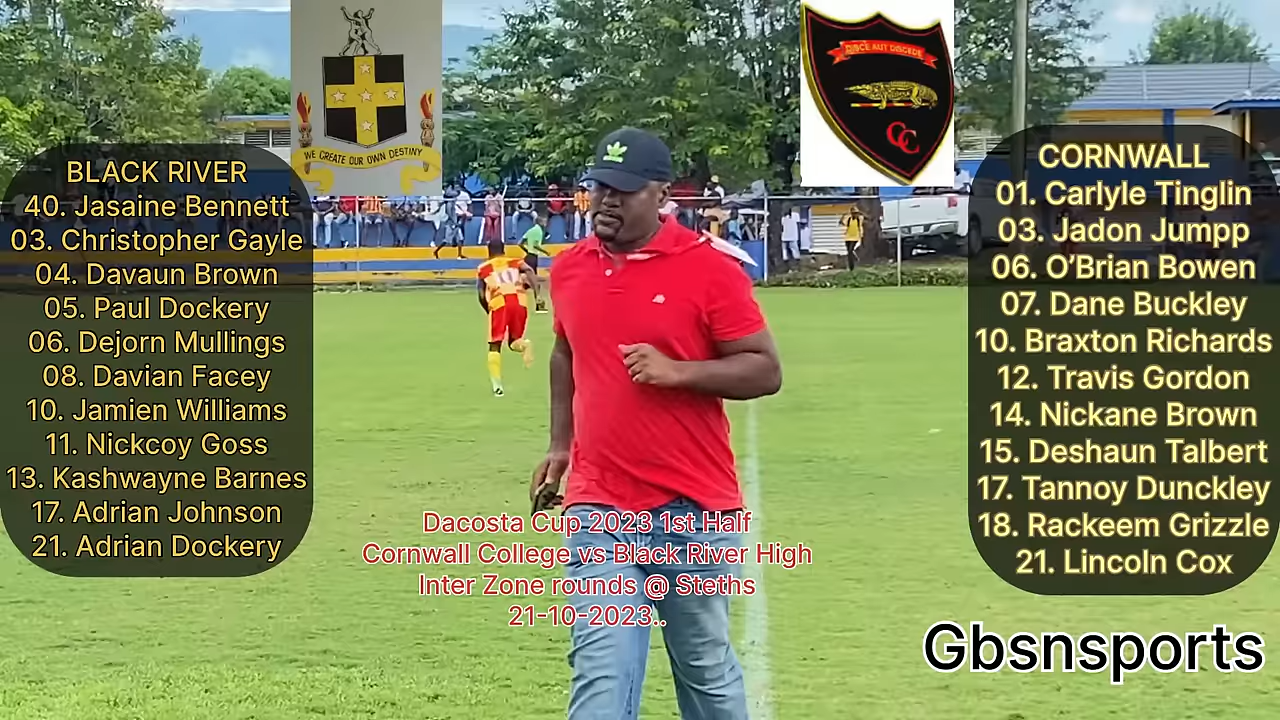 WE CREATE OUR OWN DESTINY
DISCE AUT DISCEDE
CC
BLACK RIVER
40. Jasaine Bennett
03. Christopher Gayle
04. Davaun Brown
05. Paul Dockery
06. Dejorn Mullings
08. Davian Facey
10. Jamien Williams
11. Nickcoy Goss
13. Kashwayne Barnes
17. Adrian Johnson
21. Adrian Dockery
CORNWALL
01. Carlyle Tinglin
03. Jadon Jumpp
06. O’Brian Bowen
07. Dane Buckley
10. Braxton Richards
12. Travis Gordon
14. Nickane Brown
15. Deshaun Talbert
17. Tannoy Dunckley
18. Rackeem Grizzle
21. Lincoln Cox
10
Dacosta Cup 2023 1st Half
Cornwall College vs Black River High
Inter Zone rounds @ Steths
21-10-2023..
Gbsnsports